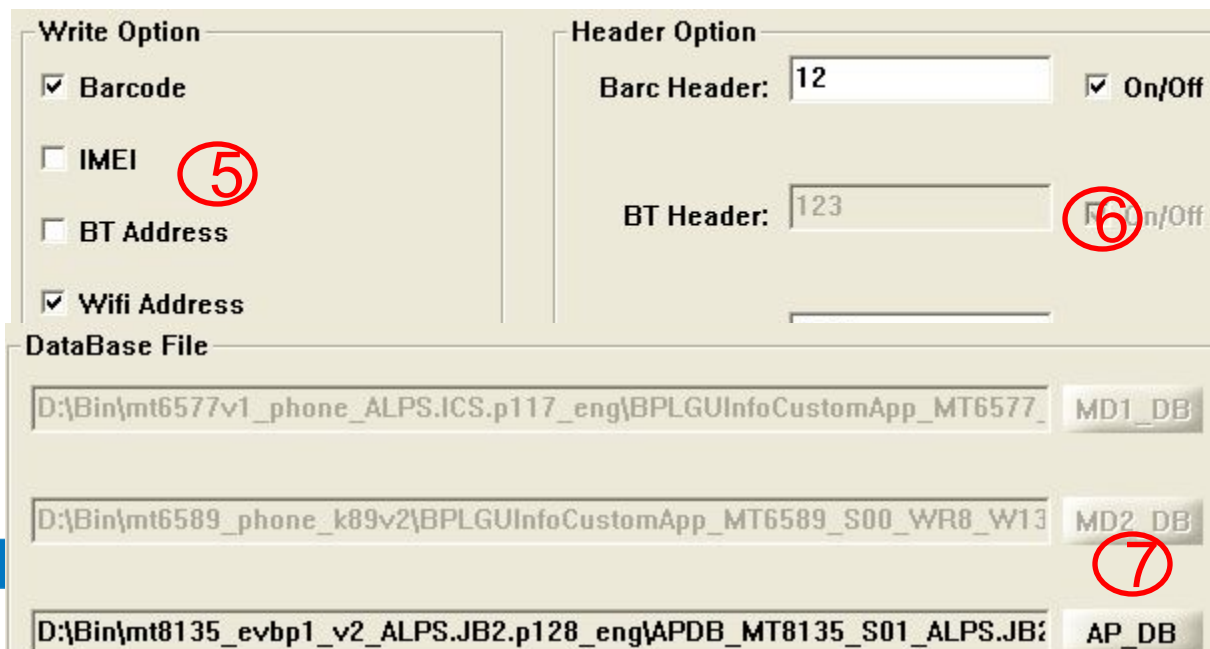 Write Option
Barcode
IMEI
5
BT Address
Wifi Address
Header Option
Barc Header: 12 On/Off
BT Header: 123 On/Off
6
DataBase File
D:\Bin\mt6577v1_phone_ALPS.ICS.p117_eng\BPLGUInfoCustomApp_MT6577_ MD1_DB
D:\Bin\mt6589_phone_k89v2\BPLGUInfoCustomApp_MT6589_S00_WR8_W13 MD2_DB
7
D:\Bin\mt8135_evbp1_v2_ALPS.JB2.p128_eng\APDB_MT8135_S01_ALPS.JB2 AP_DB